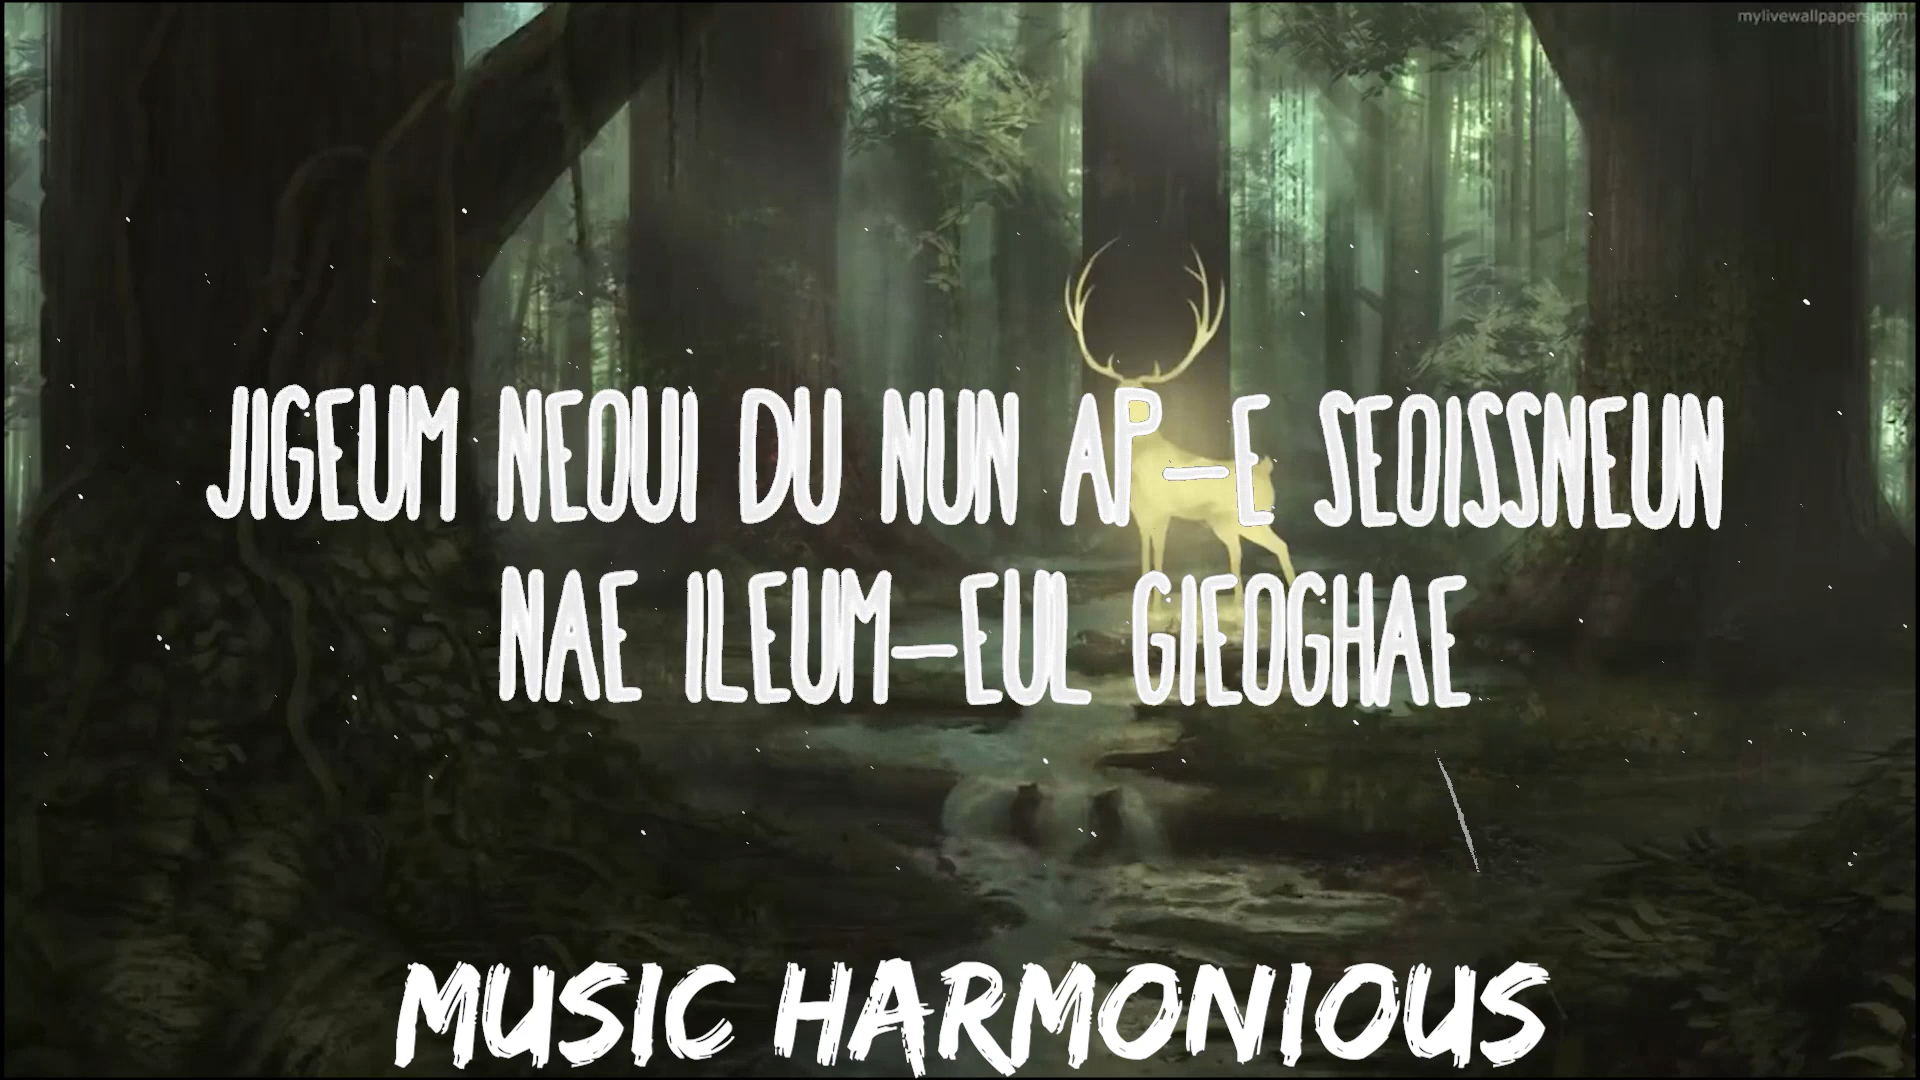 mylivewallpapers.com
JIGEUM NEOUI DU NUN AP-E SEOISSNEUN
NAE ILEUM-EUL GIEOGHAE
MUSIC HARMONIOUS